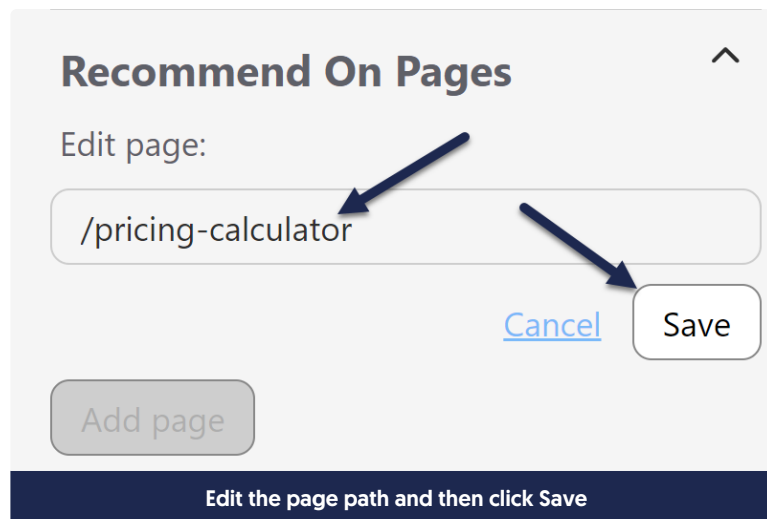 Recommend On Pages
Edit page:
/pricing-calculator
Cancel Save
Add page
Edit the page path and then click Save